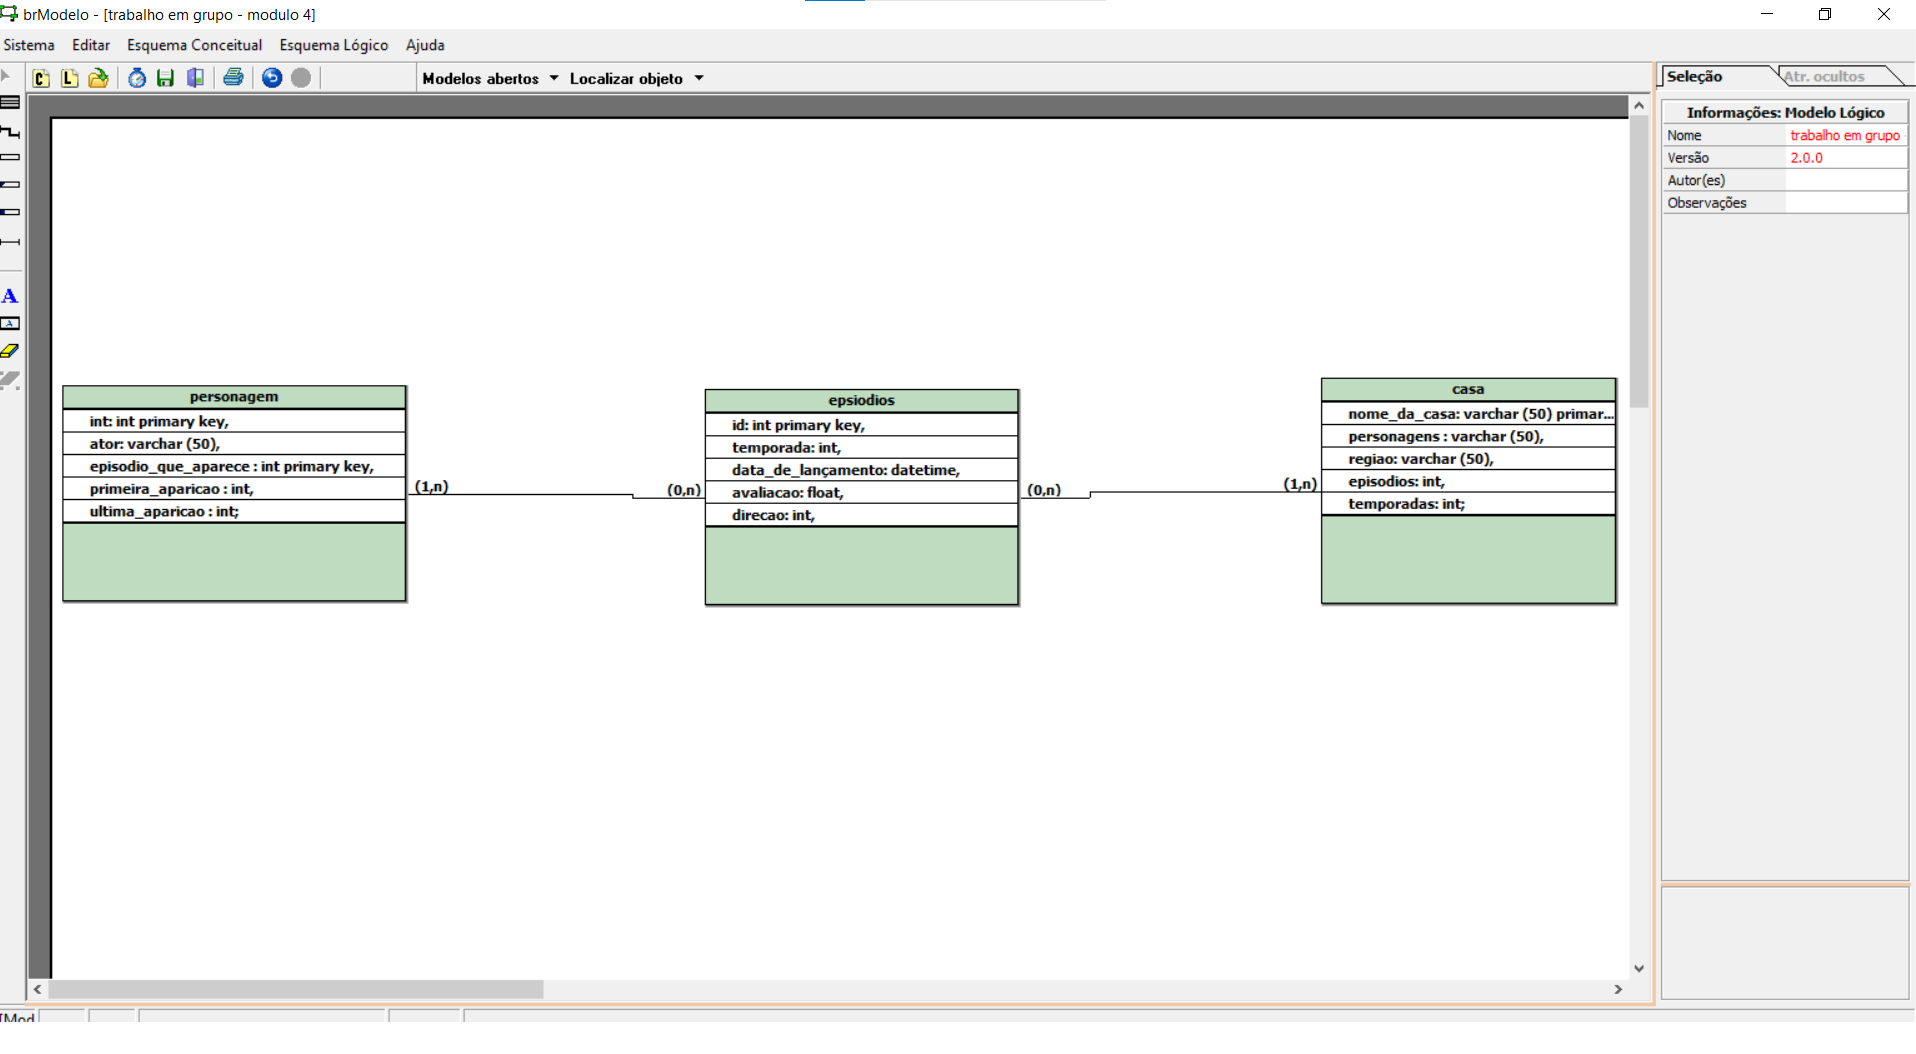 brModelo - [trabalho em grupo - modulo 4]
Sistema Editar Esquema Conceitual Esquema Lógico Ajuda
C L Modelos abertos Localizar objeto
Seleção Atr. ocultos
Informações: Modelo Lógico
Nome trabalho em grupo
Versão 2.0.0
Autor(es)
Observações
A
A
personagem
int: int primary key,
ator: varchar (50),
episodio_que_aparece : int primary key,
primeira_aparicao : int,
ultima_aparicao : int;
(1,n) (0,n)
epsiodios
id: int primary key,
temporada: int,
data_de_lançamento: datetime,
avaliacao: float,
direcao: int,
(0,n) (1,n)
casa
nome_da_casa: varchar (50) primar...
personagens : varchar (50),
regiao: varchar (50),
episodios: int,
temporadas: int;
[Mod